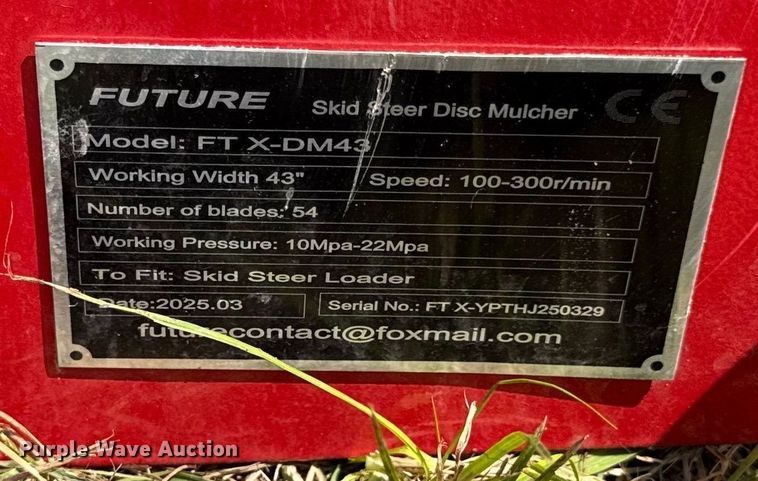 FUTURE Skid Steer Disc Mulcher CE
Model: FT X-DM43
Working Width 43" Speed: 100-300r/min
Number of blades: 54
Working Pressure: 10Mpa-22Mpa
To Fit: Skid Steer Loader
Date:2025.03 Serial No.: FT X-YPTHJ250329
futurecontact@foxmail.com
Purple Wave Auction